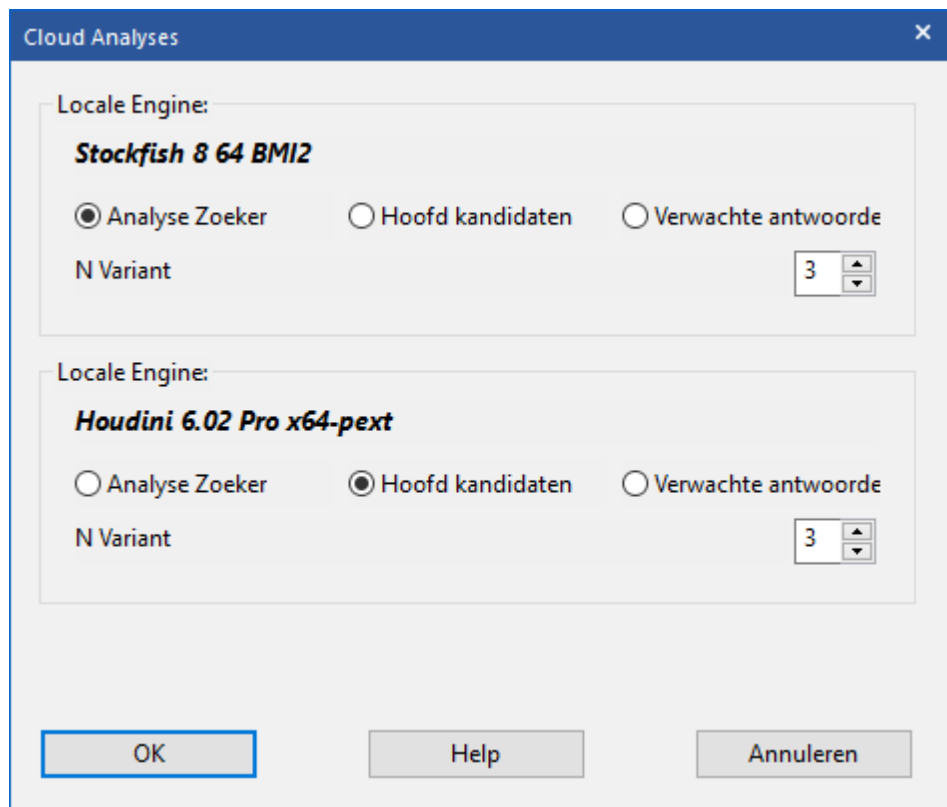 Cloud Analyses
Locale Engine:
Stockfish 8 64 BMI2
Analyse Zoeker Hoofd kandidaten Verwachte antwoorde
N Variant 3
Locale Engine:
Houdini 6.02 Pro x64-pext
Analyse Zoeker Hoofd kandidaten Verwachte antwoorde
N Variant 3
OK Help Annuleren